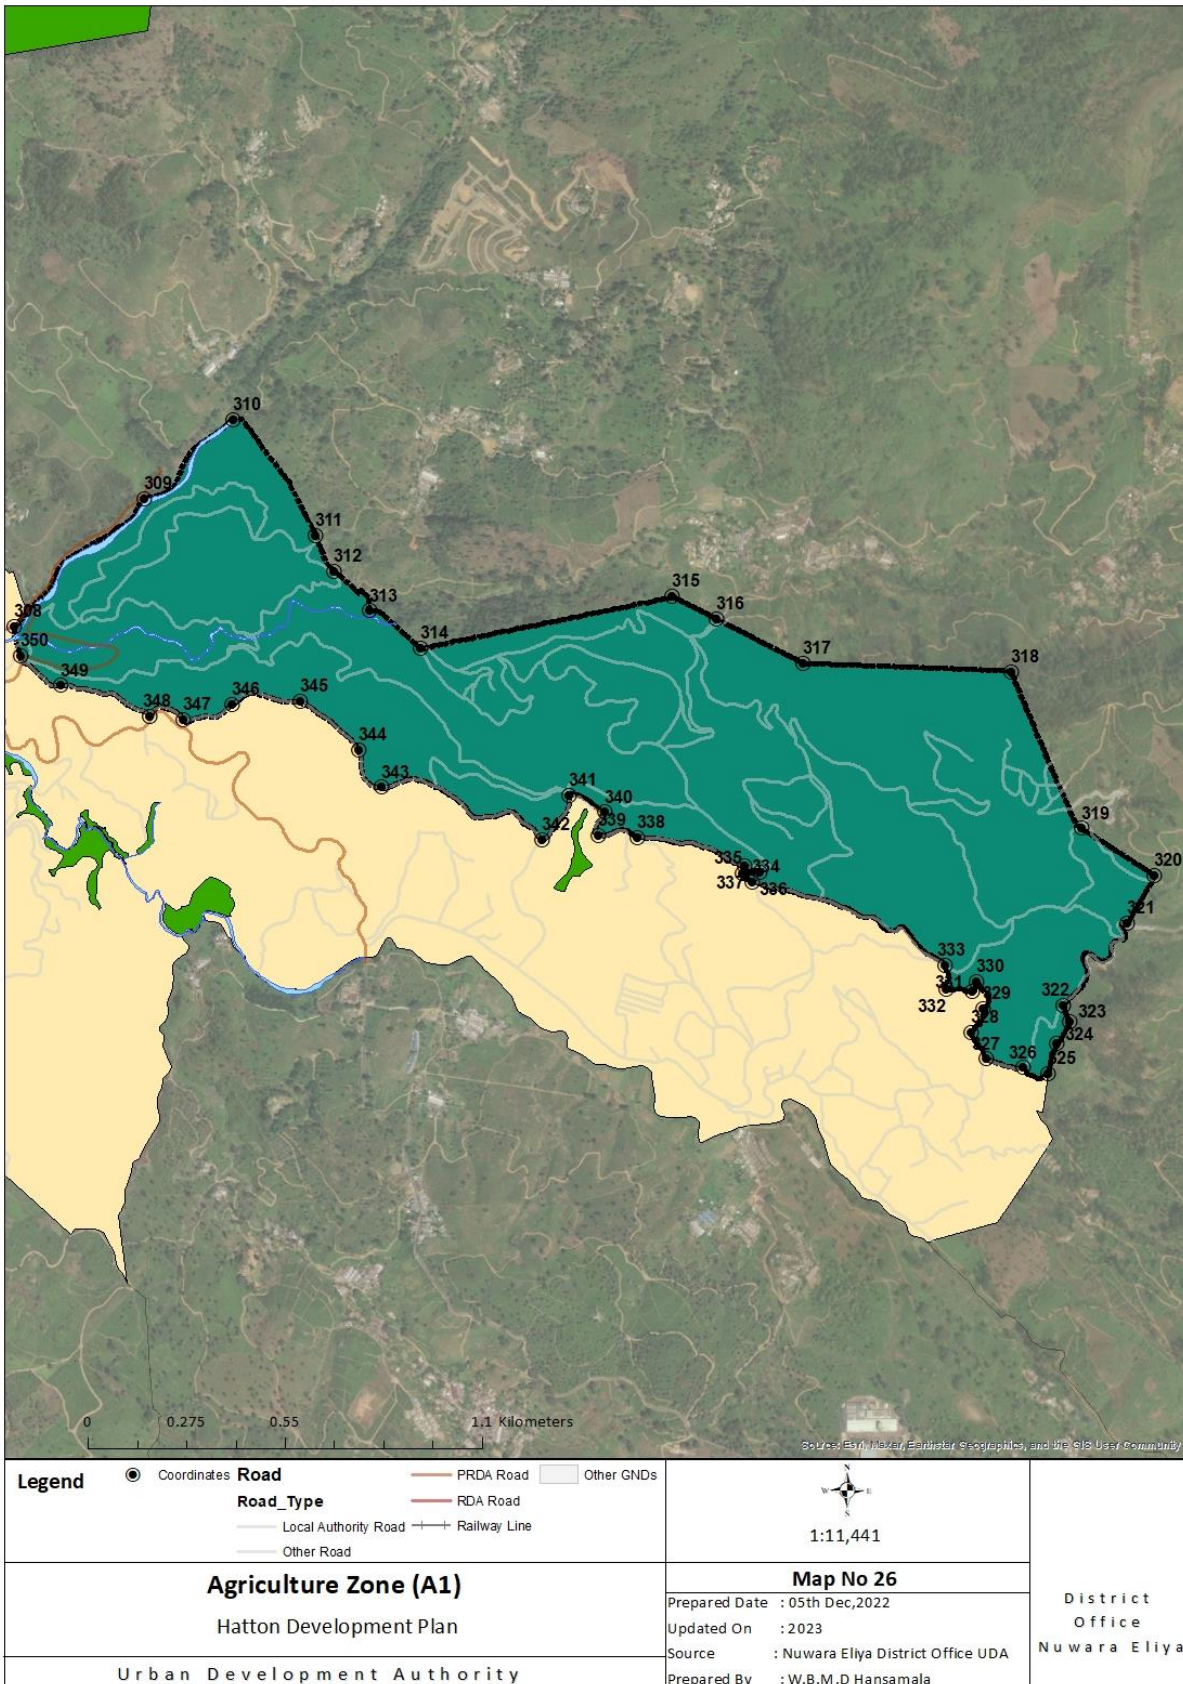 310
309
311
312
308
313
315
316
314
350
317
318
349
346
345
348
347
344
343
341
340
319
342
339
338
335
334
320
337
336
321
333
330
331
329
332
322
323
328
324
327
326
325
0 0.275 0.55 1.1 Kilometers
Source: Esri, Maxar, Earthstar Geographics, and the GIS User Community
Legend
Coordinates
Road
Road_Type
Local Authority Road
Other Road
PRDA Road
RDA Road
Railway Line
Other GNDs
N
W E
S
1:11,441
Agriculture Zone (A1)
Hatton Development Plan
Urban Development Authority
Map No 26
Prepared Date : 05th Dec,2022
Updated On : 2023
Source : Nuwara Eliya District Office UDA
Prepared By : W.B.M.D Hansamala
District
Office
Nuwara Eliya